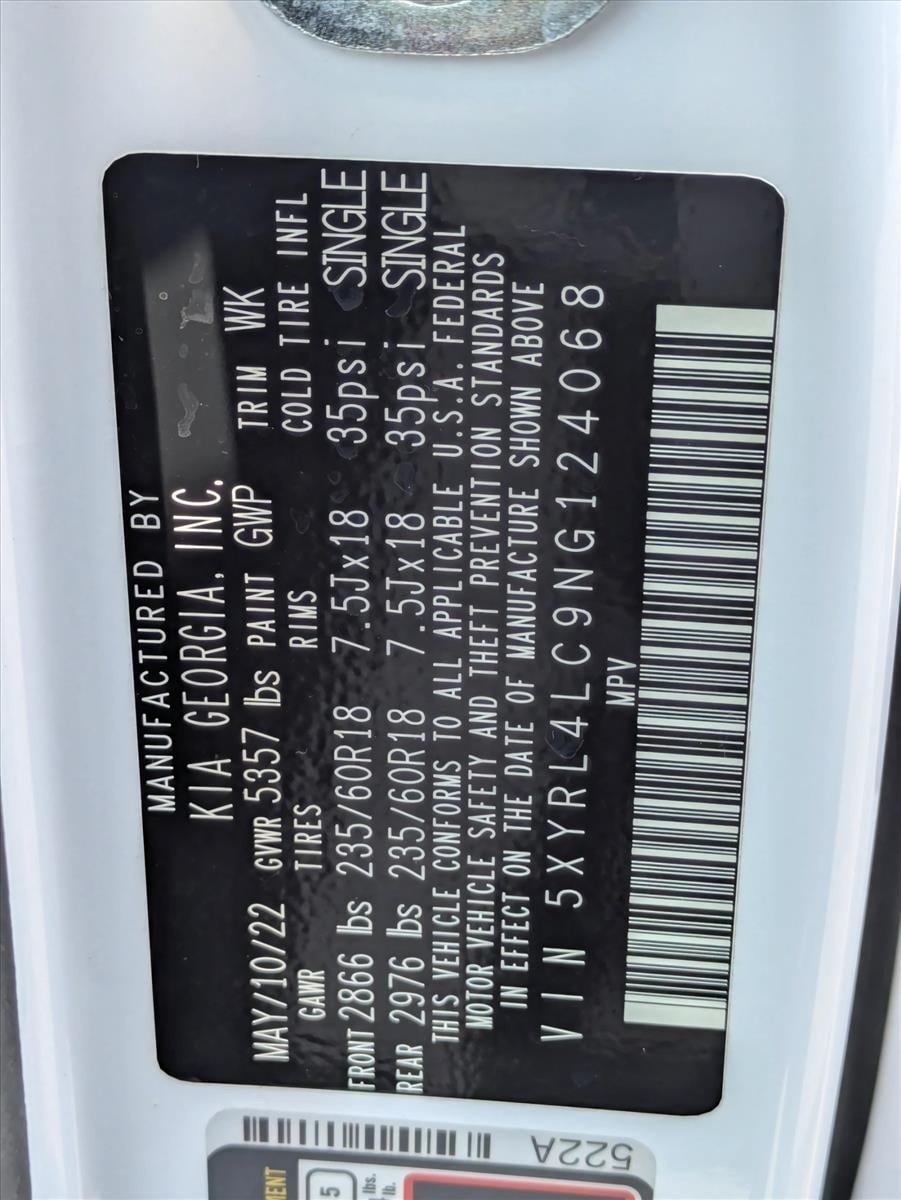 MANUFACTURED BY
KIA GEORGIA, INC.
MAY/10/22 GVWR 5357 lbs PAINT GWP TRIM WK
GAWR TIRES RIMS COLD TIRE INFL
FRONT 2866 lbs 235/60R18 7.5Jx18 35psi SINGLE
REAR 2976 lbs 235/60R18 7.5Jx18 35psi SINGLE
THIS VEHICLE CONFORMS TO ALL APPLICABLE U.S.A. FEDERAL
MOTOR VEHICLE SAFETY AND THEFT PREVENTION STANDARDS
IN EFFECT ON THE DATE OF MANUFACTURE SHOWN ABOVE
VIN 5XYRL4LC9NG124068
MPV
522A
5
lbs.
lb.